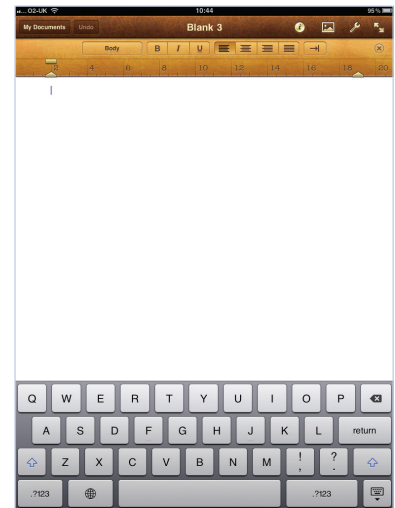 O2-UK 10:44 95 %
My Documents Undo Blank 3
Body B I U
2 4 6 8 10 12 14 16 18 20
Q W E R T Y U I O P
A S D F G H J K L return
Z X C V B N M ! , ? .
.?123 .?123